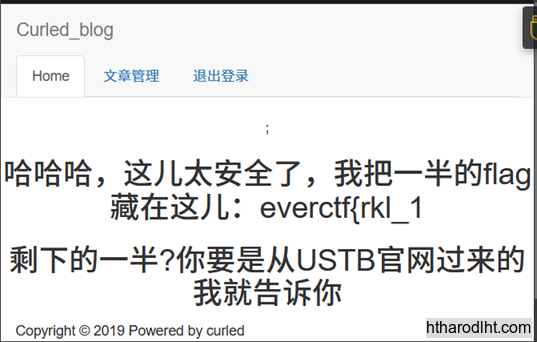 Curled_blog
Home 文章管理 退出登录
;
哈哈哈，这儿太安全了，我把一半的flag
藏在这儿：everctf{rkl_1
剩下的一半?你要是从USTB官网过来的
我就告诉你
Copyright © 2019 Powered by curled
htharodlht.com